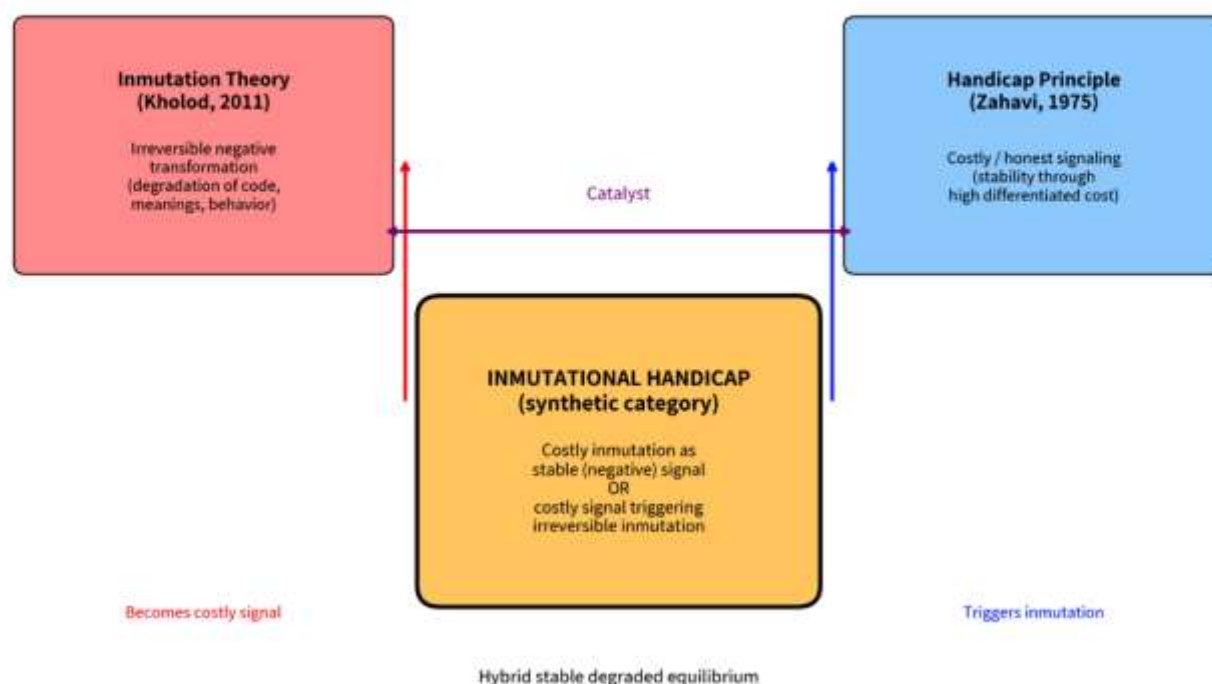 Inmutation Theory
(Kholod, 2011)
Irreversible negative
transformation
(degradation of code,
meanings, behavior)
Handicap Principle
(Zahavi, 1975)
Costly / honest signaling
(stability through
high differentiated cost)
Catalyst
INMUTATIONAL HANDICAP
(synthetic category)
Costly inmutation as
stable (negative) signal
OR
costly signal triggering
irreversible inmutation
Becomes costly signal
Triggers inmutation
Hybrid stable degraded equilibrium